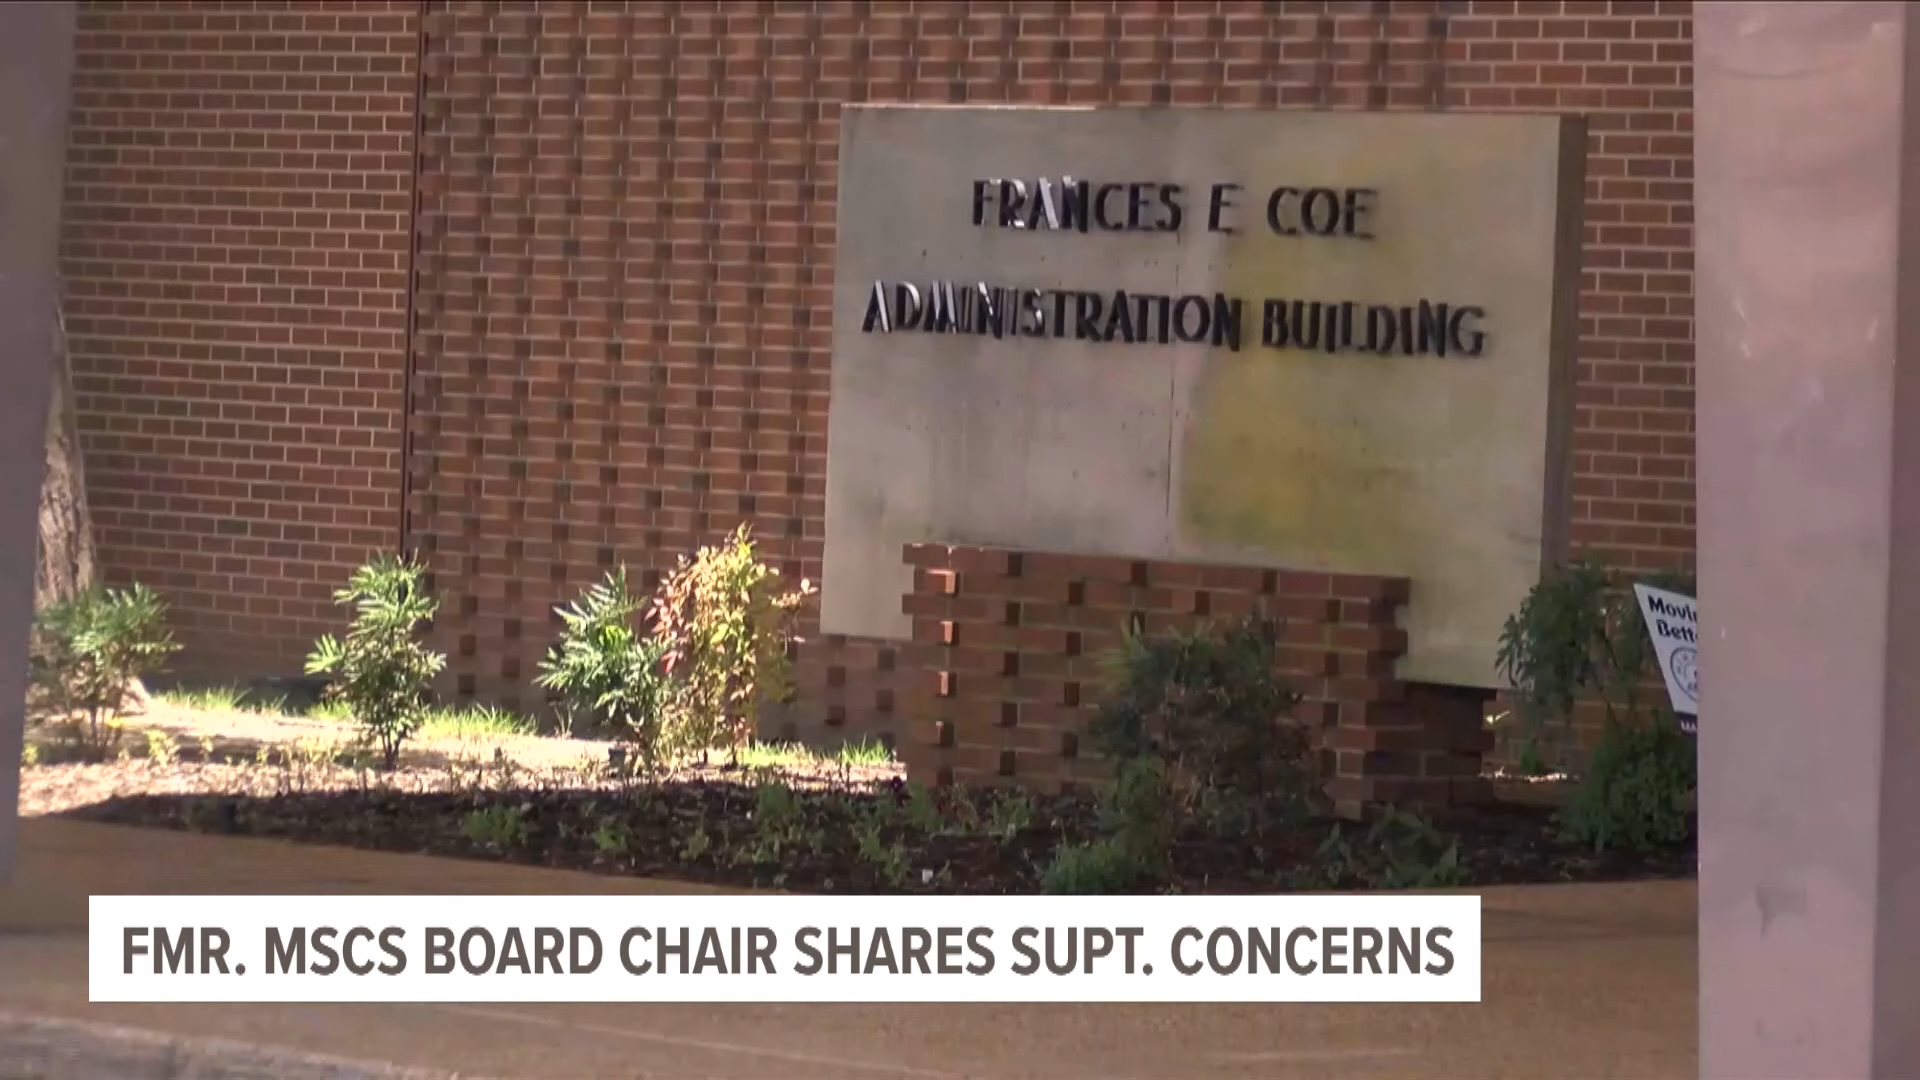 FRANCES E COE
ADMINISTRATION BUILDING
FMR. MSCS BOARD CHAIR SHARES SUPT. CONCERNS